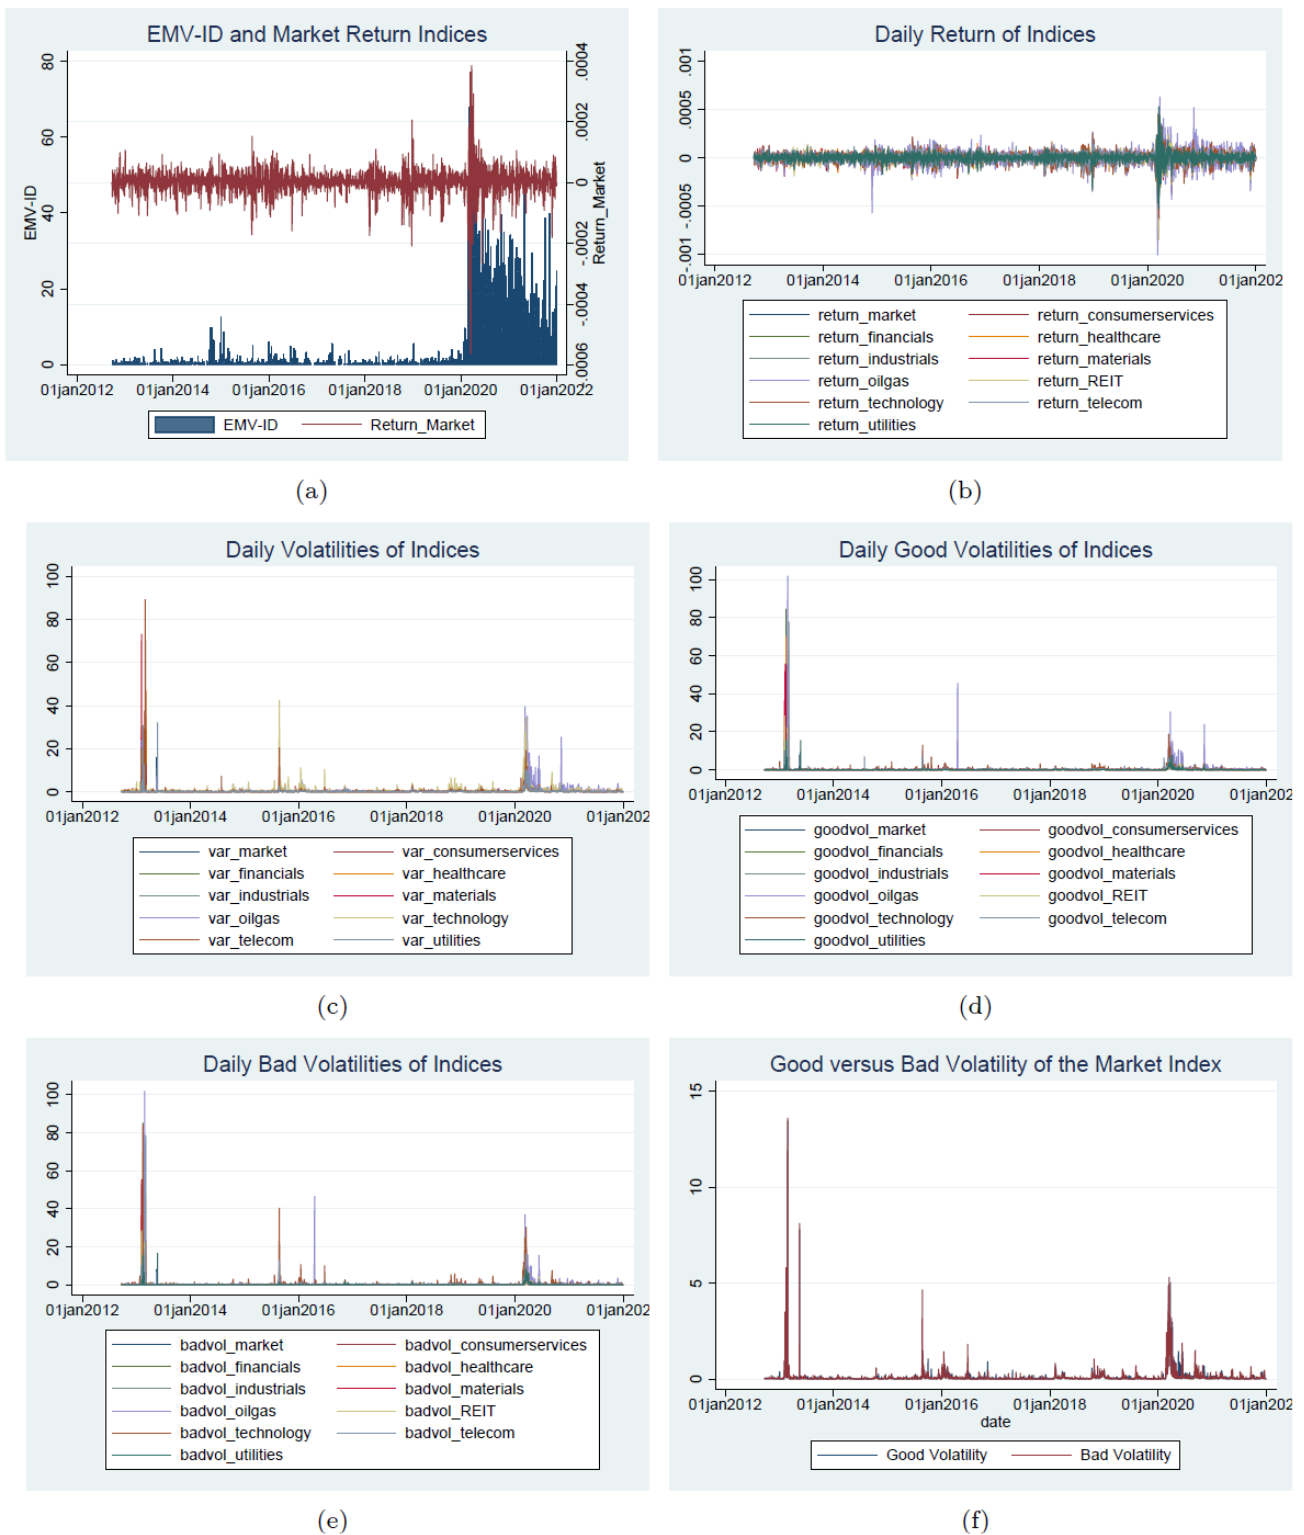 EMV-ID and Market Return Indices
80
60
40
20
0
EMV-ID
.0004
.0002
0
-.0002
-.0004
-.0006
Return_Market
01jan2012 01jan2014 01jan2016 01jan2018 01jan2020 01jan2022
EMV-ID Return_Market
(a)
Daily Return of Indices
.001
.0005
0
-.0005
-.001
01jan2012 01jan2014 01jan2016 01jan2018 01jan2020 01jan202
return_market return_consumerservices
return_financials return_healthcare
return_industrials return_materials
return_oilgas return_REIT
return_technology return_telecom
return_utilities
(b)
Daily Volatilities of Indices
100
80
60
40
20
0
01jan2012 01jan2014 01jan2016 01jan2018 01jan2020 01jan202
var_market var_consumerservices
var_financials var_healthcare
var_industrials var_materials
var_oilgas var_technology
var_telecom var_utilities
(c)
Daily Good Volatilities of Indices
100
80
60
40
20
0
01jan2012 01jan2014 01jan2016 01jan2018 01jan2020 01jan202
goodvol_market goodvol_consumerservices
goodvol_financials goodvol_healthcare
goodvol_industrials goodvol_materials
goodvol_oilgas goodvol_REIT
goodvol_technology goodvol_telecom
goodvol_utilities
(d)
Daily Bad Volatilities of Indices
100
80
60
40
20
0
01jan2012 01jan2014 01jan2016 01jan2018 01jan2020 01jan202
badvol_market badvol_consumerservices
badvol_financials badvol_healthcare
badvol_industrials badvol_materials
badvol_oilgas badvol_REIT
badvol_technology badvol_telecom
badvol_utilities
(e)
Good versus Bad Volatility of the Market Index
15
10
5
0
01jan2012 01jan2014 01jan2016 01jan2018 01jan2020 01jan202
date
Good Volatility Bad Volatility
(f)